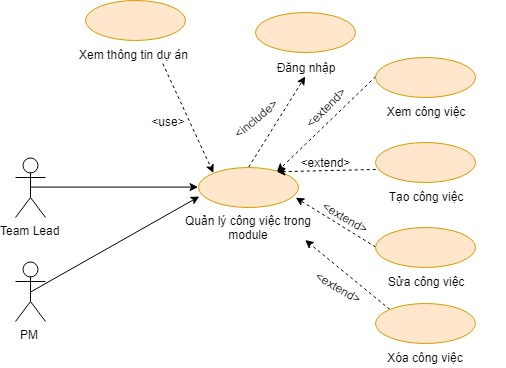 Xem thông tin dự án
Đăng nhập
<use>
<include>
<extend>
Xem công việc
<extend>
Tạo công việc
Quản lý công việc trong
module
Team Lead
<extend>
Sửa công việc
<extend>
PM
Xóa công việc